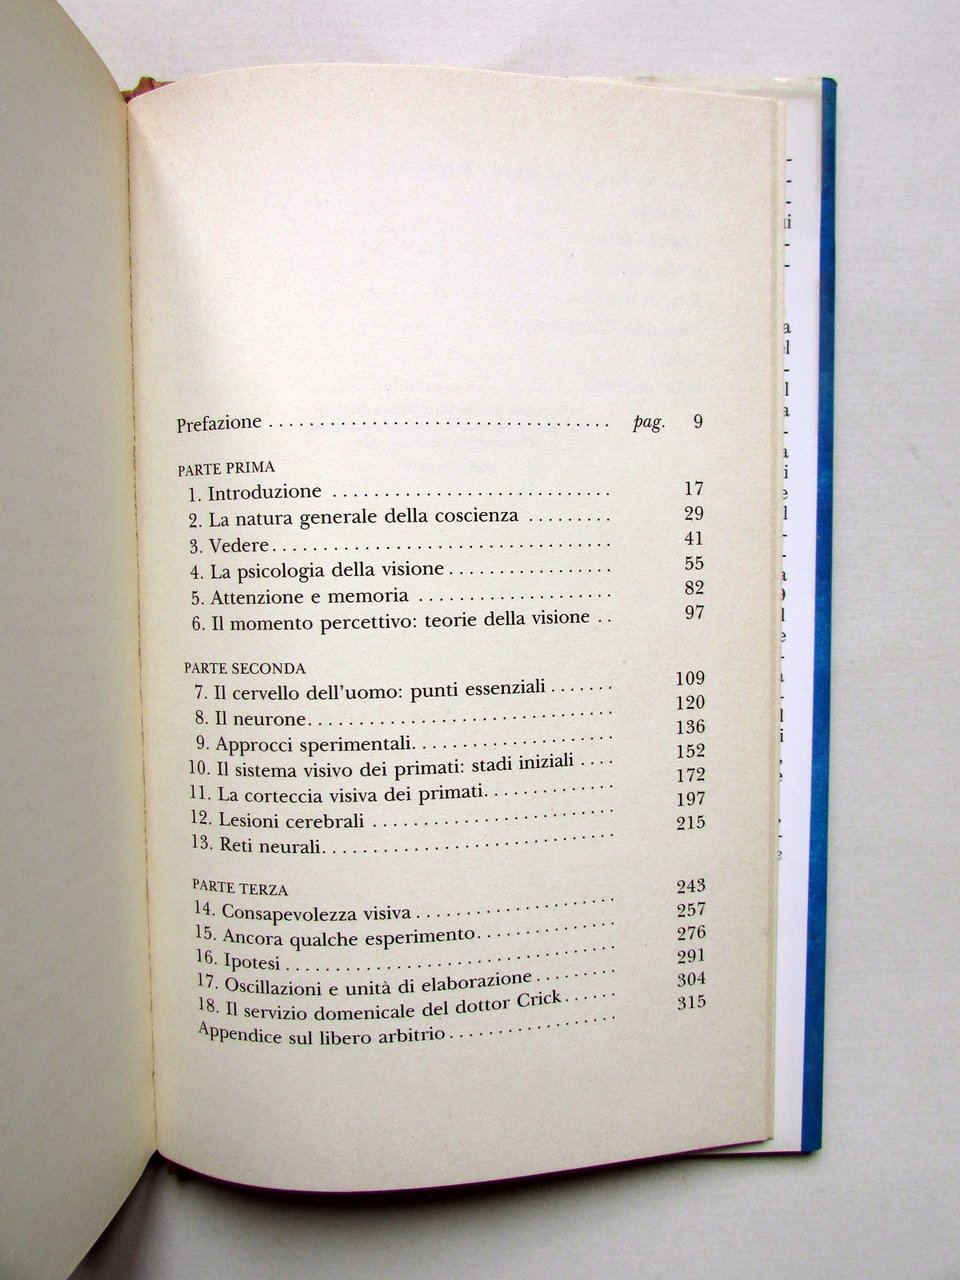 Prefazione . . . . . . . . . . . . . . . . . . . . . . . . . . . . . . . . . pag. 9
PARTE PRIMA
1. Introduzione . . . . . . . . . . . . . . . . . . . . . . . . . . . 17
2. La natura generale della coscienza . . . . . . . . . 29
3. Vedere . . . . . . . . . . . . . . . . . . . . . . . . . . . . . . . . 41
4. La psicologia della visione . . . . . . . . . . . . . . . . 55
5. Attenzione e memoria . . . . . . . . . . . . . . . . . . . 82
6. Il momento percettivo: teorie della visione . . 97
PARTE SECONDA
7. Il cervello dell'uomo: punti essenziali . . . . . . . 109
8. Il neurone . . . . . . . . . . . . . . . . . . . . . . . . . . . . . 120
9. Approcci sperimentali . . . . . . . . . . . . . . . . . . . . 136
10. Il sistema visivo dei primati: stadi iniziali . . . . 152
11. La corteccia visiva dei primati . . . . . . . . . . . . . 172
12. Lesioni cerebrali . . . . . . . . . . . . . . . . . . . . . . . 197
13. Reti neurali . . . . . . . . . . . . . . . . . . . . . . . . . . . . 215
PARTE TERZA
14. Consapevolezza visiva . . . . . . . . . . . . . . . . . . . 243
15. Ancora qualche esperimento . . . . . . . . . . . . . . 257
16. Ipotesi . . . . . . . . . . . . . . . . . . . . . . . . . . . . . . . 276
17. Oscillazioni e unità di elaborazione . . . . . . . . 291
18. Il servizio domenicale del dottor Crick . . . . . . 304
Appendice sul libero arbitrio . . . . . . . . . . . . . . . . 315